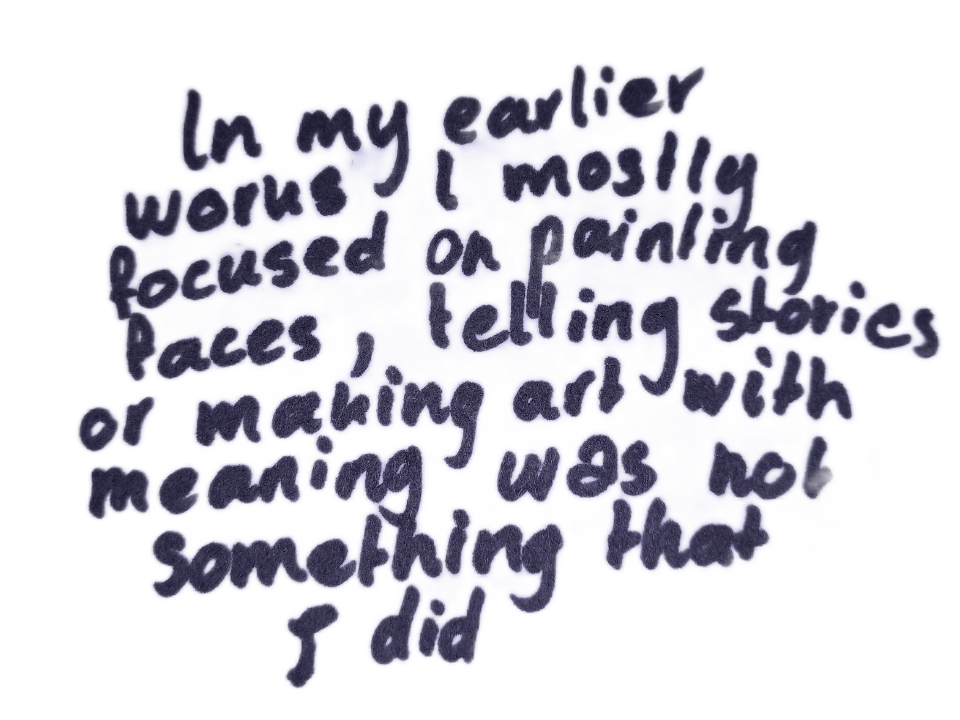 In my earlier
works I mostly
focused on painting
faces, telling stories
or making art with
meaning was not
something that
I did